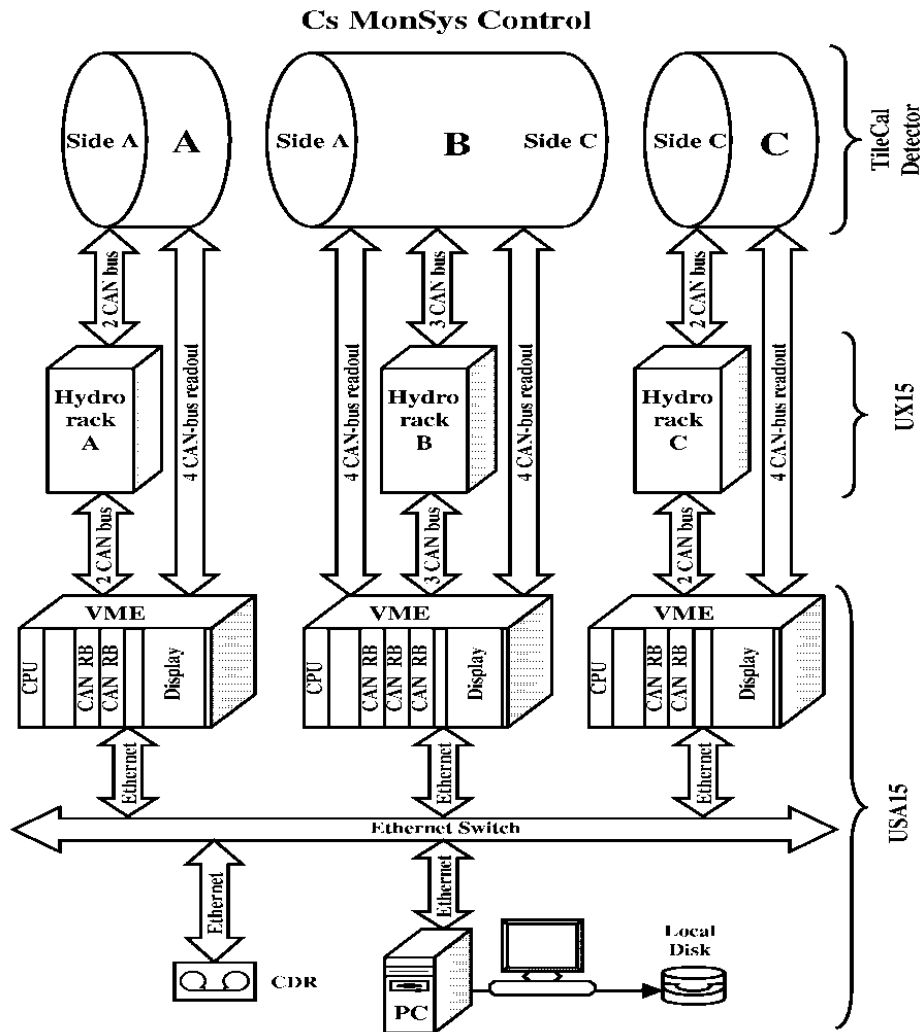 Cs MonSys Control
Side A
A
Side A
B
Side C
Side C
C
TileCal
Detector
2 CAN bus
4 CAN-bus readout
4 CAN-bus readout
3 CAN bus
4 CAN-bus readout
2 CAN bus
4 CAN-bus readout
Hydro
rack
A
Hydro
rack
B
Hydro
rack
C
UX15
2 CAN bus
3 CAN bus
2 CAN bus
VME
CPU
CAN RB
CAN RB
Display
VME
CPU
CAN RB
CAN RB
CAN RB
Display
VME
CPU
CAN RB
CAN RB
Display
Ethernet
Ethernet
Ethernet
Ethernet Switch
USA15
Ethernet
Ethernet
CDR
PC
Local
Disk